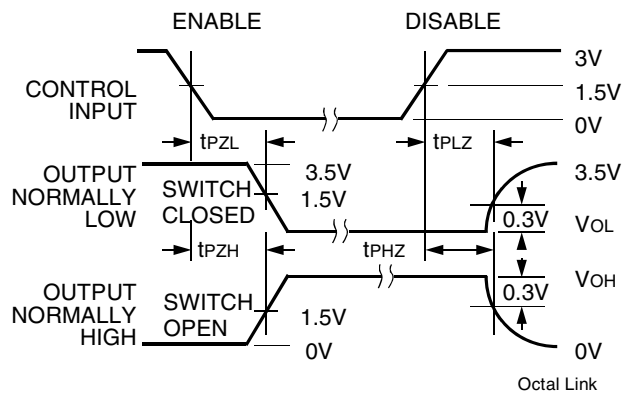 ENABLE DISABLE
3V
CONTROL
INPUT
1.5V
0V
tPZL tPLZ
OUTPUT
NORMALLY
LOW
SWITCH
CLOSED
3.5V
1.5V
3.5V
0.3V
VOL
tPZH tPHZ
OUTPUT
NORMALLY
HIGH
SWITCH
OPEN
1.5V
0V
0.3V
VOH
0V
Octal Link